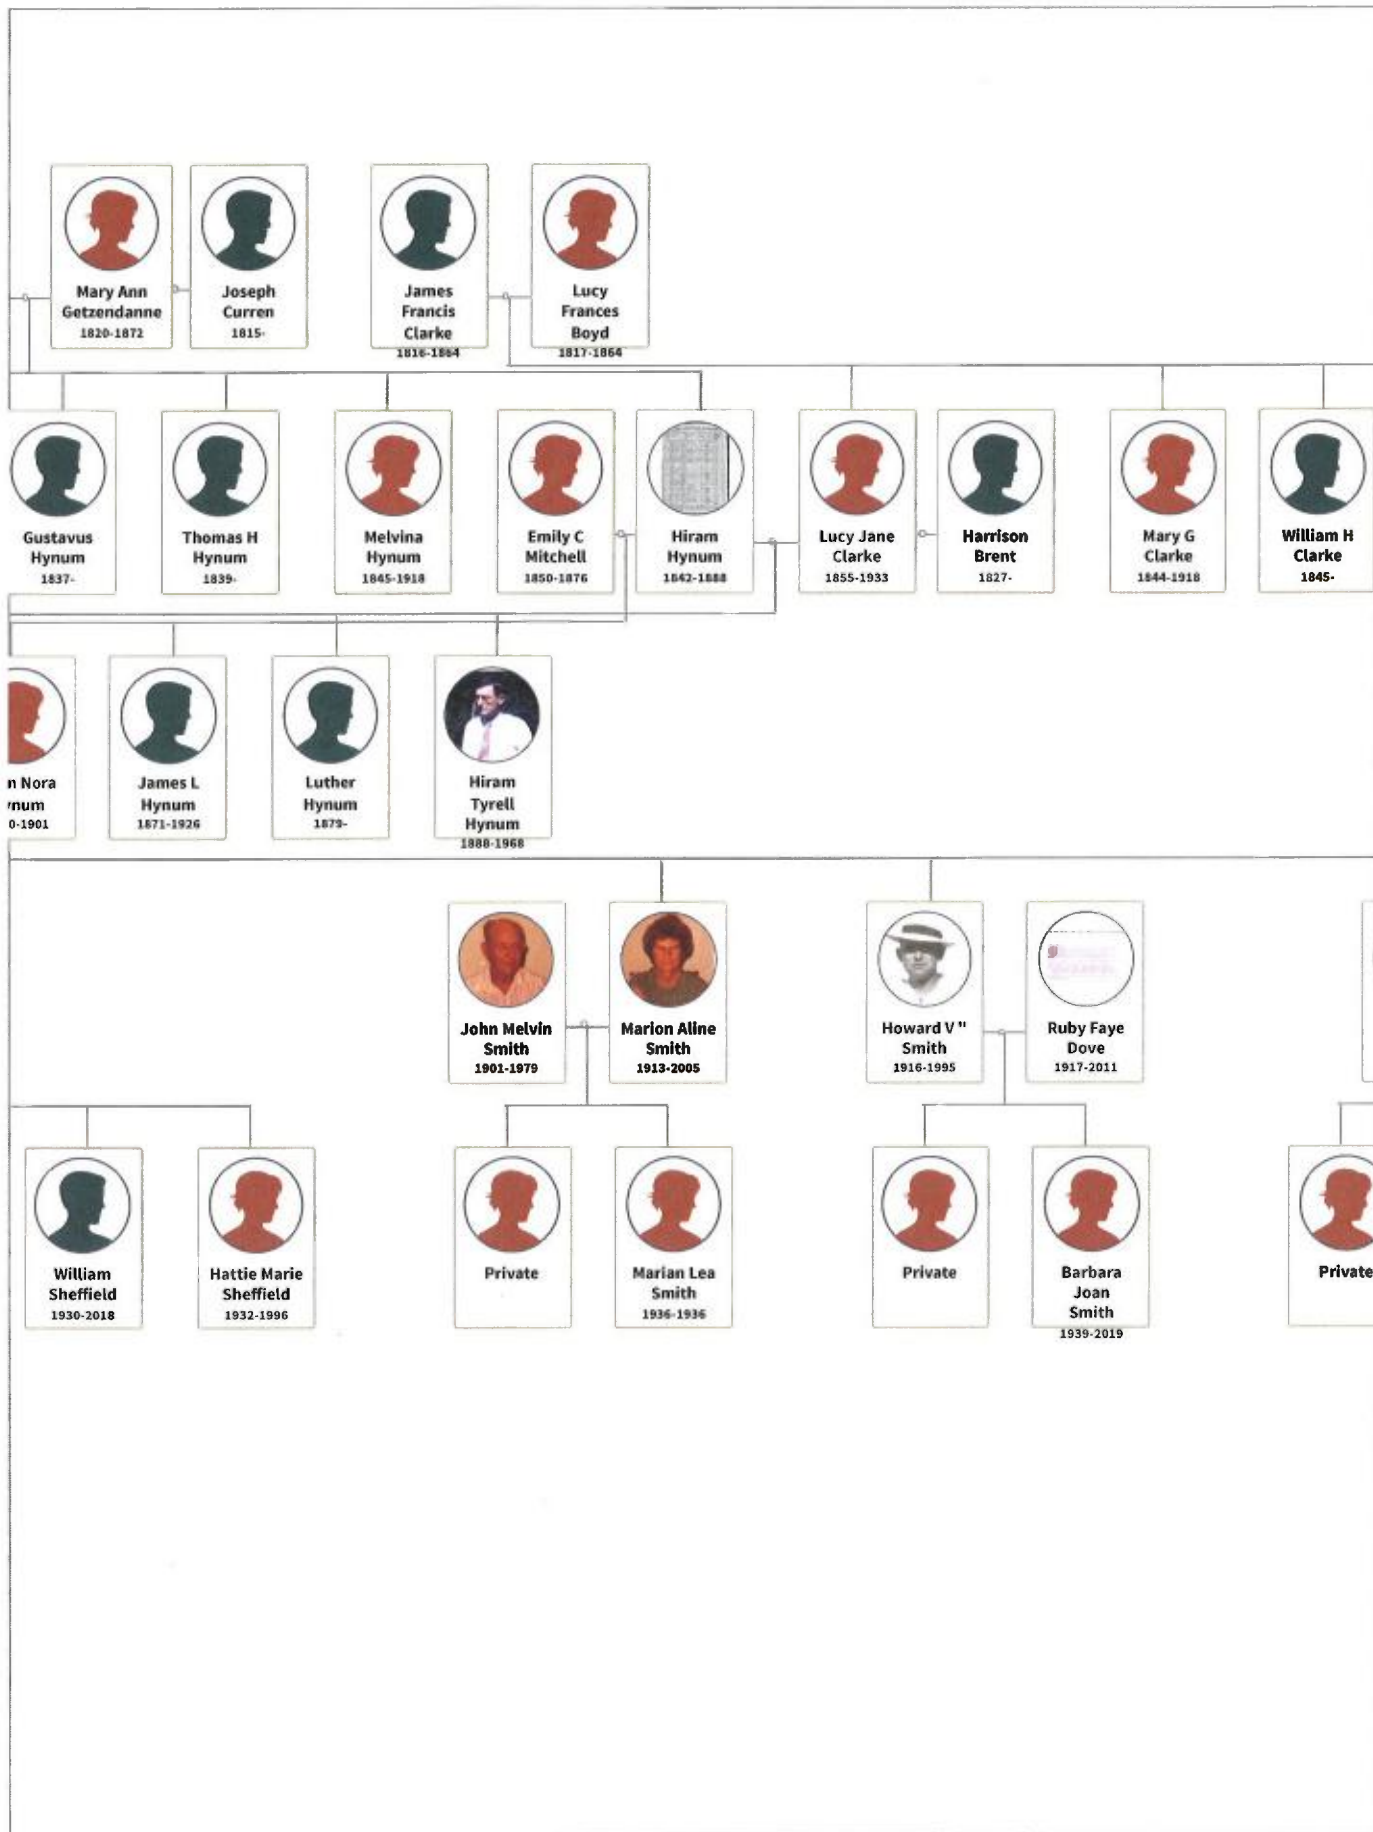 Mary Ann
Getzendanne
1820-1872
Joseph
Curren
1815-
James
Francis
Clarke
1816-1864
Lucy
Frances
Boyd
1817-1864
Gustavus
Hynum
1837-
Thomas H
Hynum
1839-
Melvina
Hynum
1845-1918
Emily C
Mitchell
1850-1876
Hiram
Hynum
1842-1888
Lucy Jane
Clarke
1855-1933
Harrison
Brent
1827-
Mary G
Clarke
1844-1918
William H
Clarke
1845-
n Nora
ynum
0-1901
James L
Hynum
1871-1926
Luther
Hynum
1879-
Hiram
Tyrell
Hynum
1888-1968
John Melvin
Smith
1901-1979
Marion Aline
Smith
1913-2005
Howard V "
Smith
1916-1995
Ruby Faye
Dove
1917-2011
William
Sheffield
1930-2018
Hattie Marie
Sheffield
1932-1996
Private
Marian Lea
Smith
1936-1936
Private
Barbara
Joan
Smith
1939-2019
Private